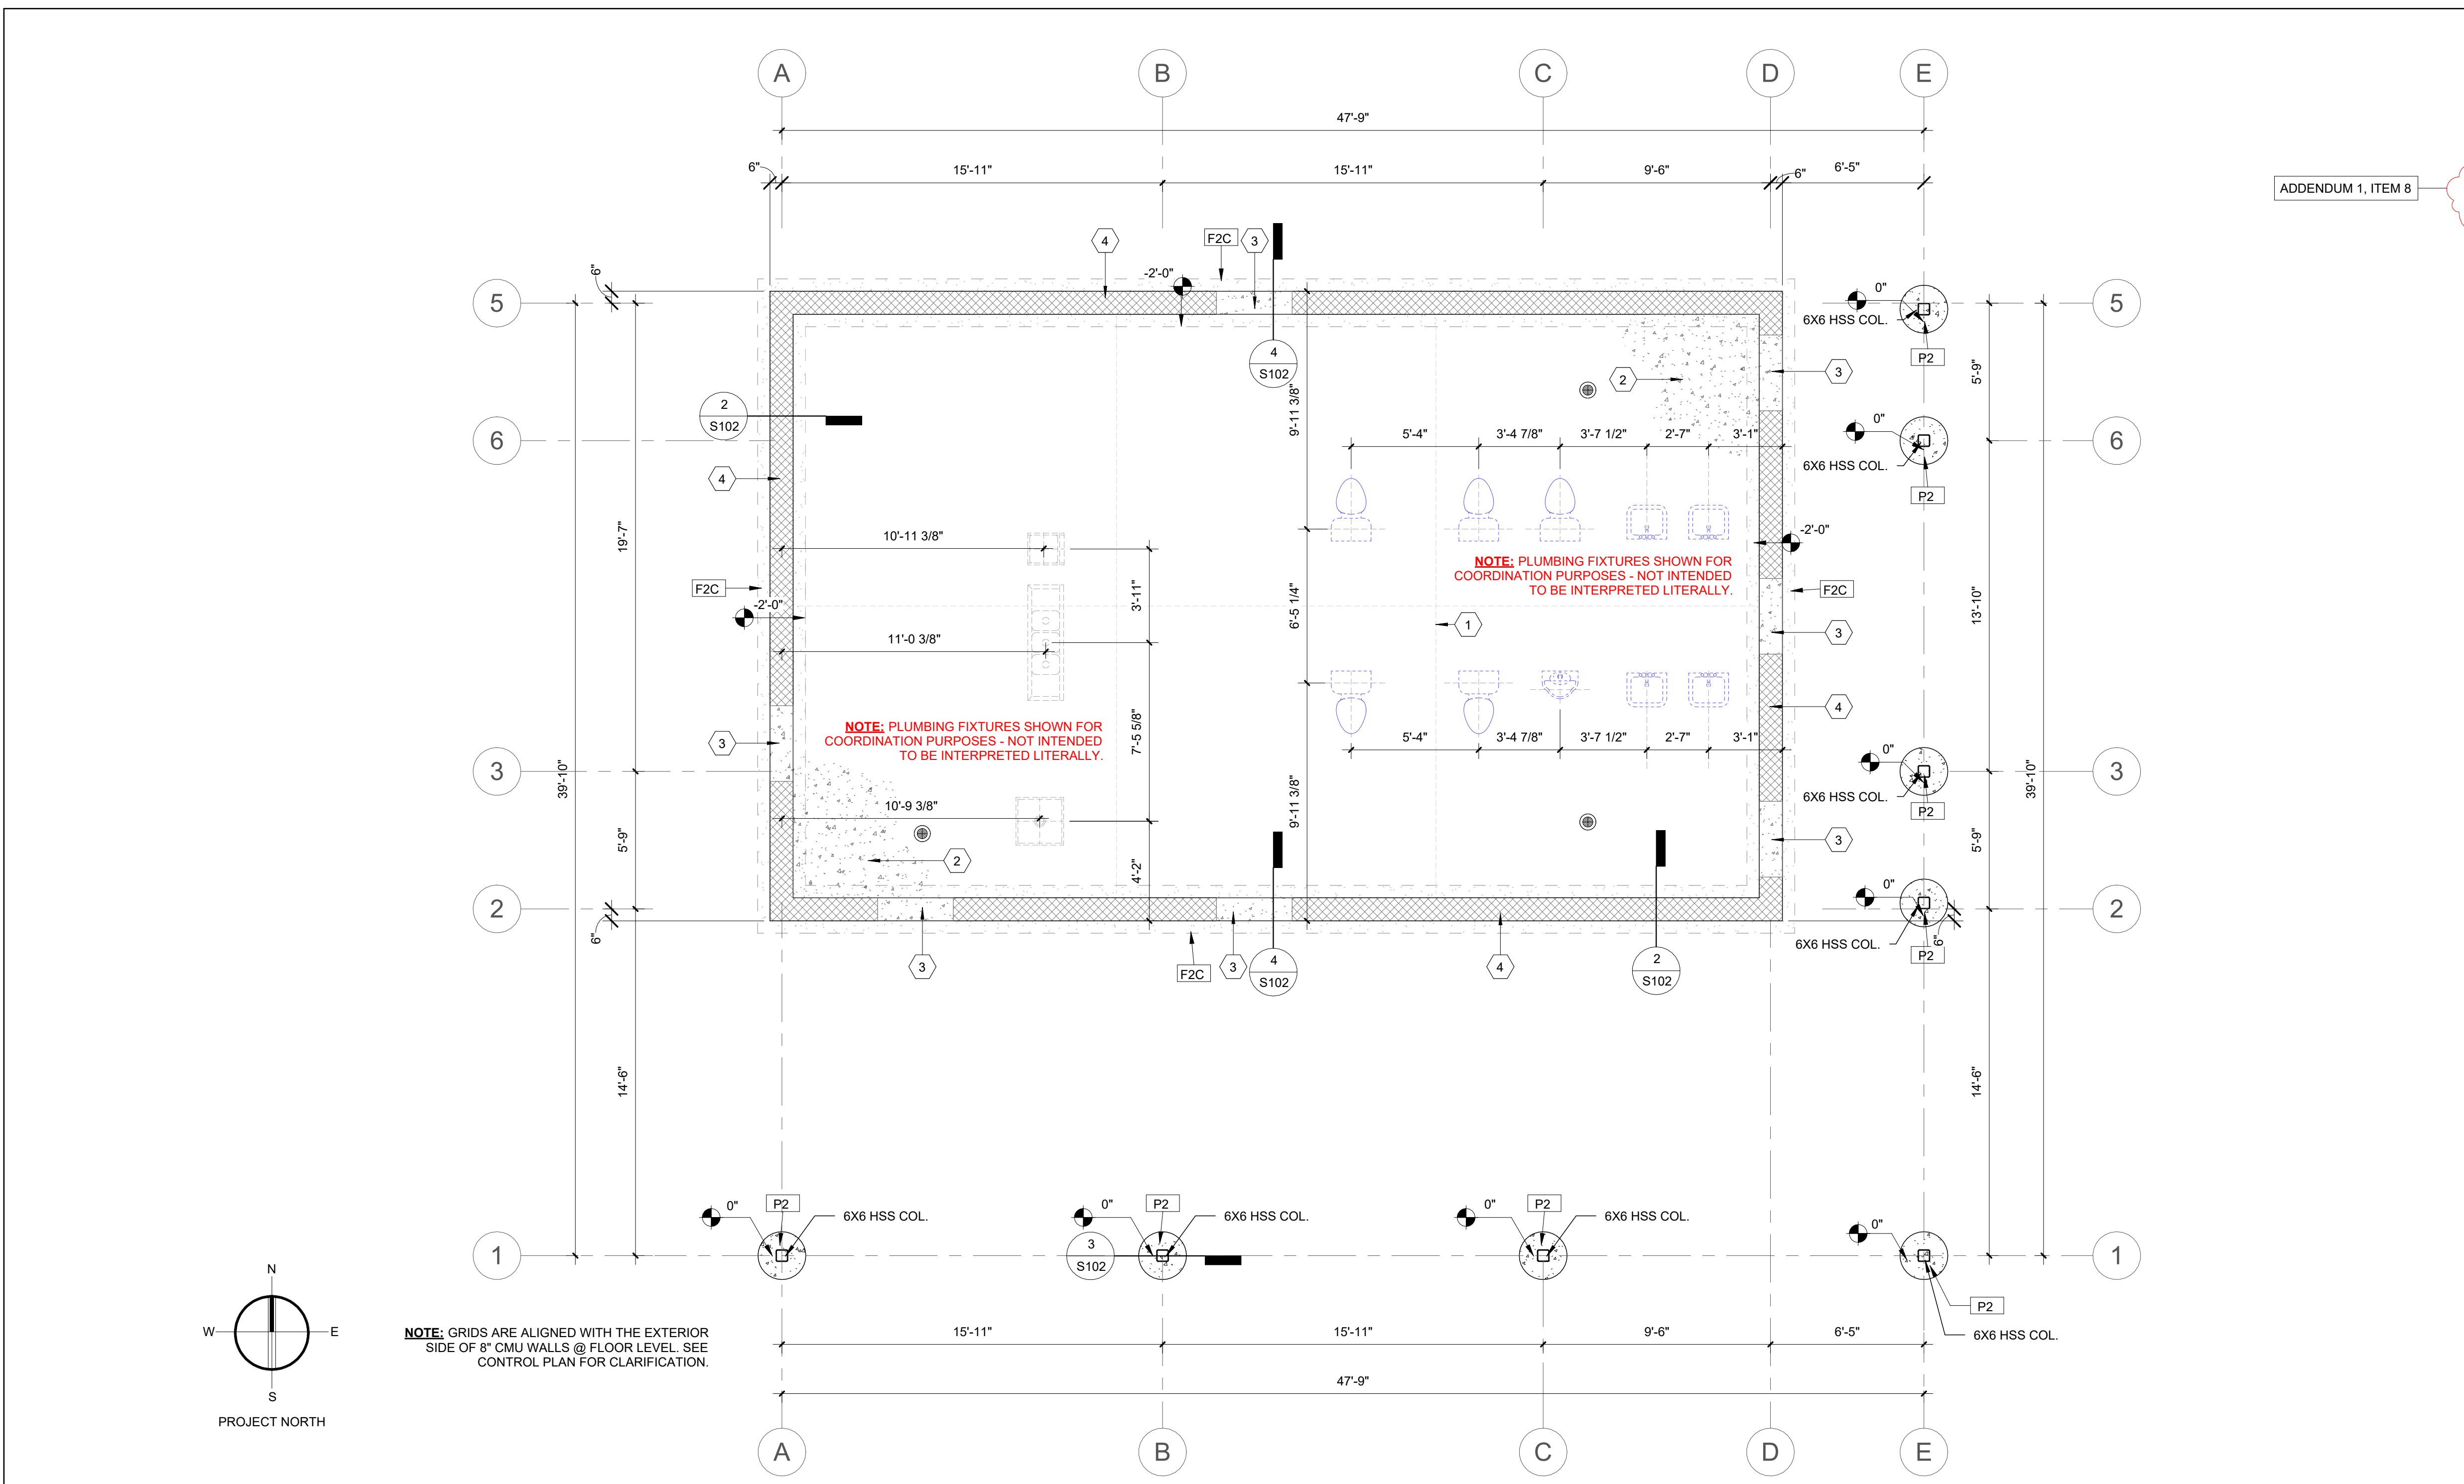 A B C D E
47'-9"
6" 15'-11" 15'-11" 9'-6" 6" 6'-5"
ADDENDUM 1, ITEM 8
4 F2C 3
-2'-0"
6"
5 5
0"
6X6 HSS COL.
P2
4
S102
3
2
9'-11 3/8"
5'-9"
2
S102
6 6
0"
6X6 HSS COL.
P2
5'-4" 3'-4 7/8" 3'-7 1/2" 2'-7" 3'-1"
4
19'-7"
10'-11 3/8"
-2'-0"
NOTE: PLUMBING FIXTURES SHOWN FOR
COORDINATION PURPOSES - NOT INTENDED
TO BE INTERPRETED LITERALLY.
F2C
F2C
-2'-0"
3'-11"
6'-5 1/4"
13'-10"
11'-0 3/8"
1
3
NOTE: PLUMBING FIXTURES SHOWN FOR
COORDINATION PURPOSES - NOT INTENDED
TO BE INTERPRETED LITERALLY.
7'-5 5/8"
4
3
5'-4" 3'-4 7/8" 3'-7 1/2" 2'-7" 3'-1"
3 3
0"
6X6 HSS COL.
P2
39'-10"
39'-10"
10'-9 3/8"
9'-11 3/8"
5'-9"
5'-9"
3
2
4'-2"
2 2
0"
6X6 HSS COL.
P2
6"
6"
3
F2C
3
4
S102
4
2
S102
14'-6"
14'-6"
0" P2 6X6 HSS COL.
0" P2 6X6 HSS COL.
0" P2 6X6 HSS COL.
0"
1 1
3
S102
P2
6X6 HSS COL.
N
W E
S
PROJECT NORTH
NOTE: GRIDS ARE ALIGNED WITH THE EXTERIOR
SIDE OF 8" CMU WALLS @ FLOOR LEVEL. SEE
CONTROL PLAN FOR CLARIFICATION.
15'-11" 15'-11" 9'-6" 6'-5"
47'-9"
A B C D E